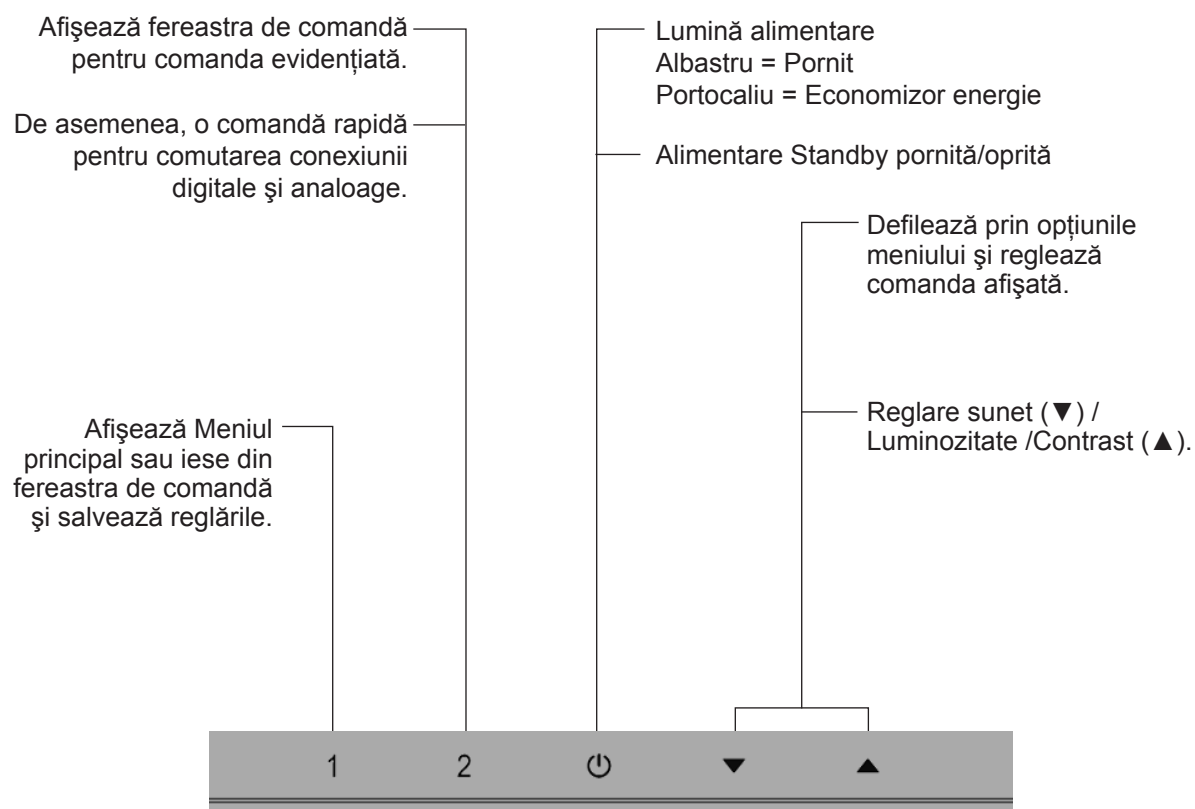 Afişează fereastra de comandă
pentru comanda evidenţiată.
De asemenea, o comandă rapidă
pentru comutarea conexiunii
digitale şi analoage.
Afişează Meniul
principal sau iese din
fereastra de comandă
şi salvează reglările.
Lumină alimentare
Albastru = Pornit
Portocaliu = Economizor energie
Alimentare Standby pornită/oprită
Defilează prin opţiunile
meniului şi reglează
comanda afişată.
Reglare sunet (▼) /
Luminozitate /Contrast (▲).
1 2 ⏻ ▼ ▲